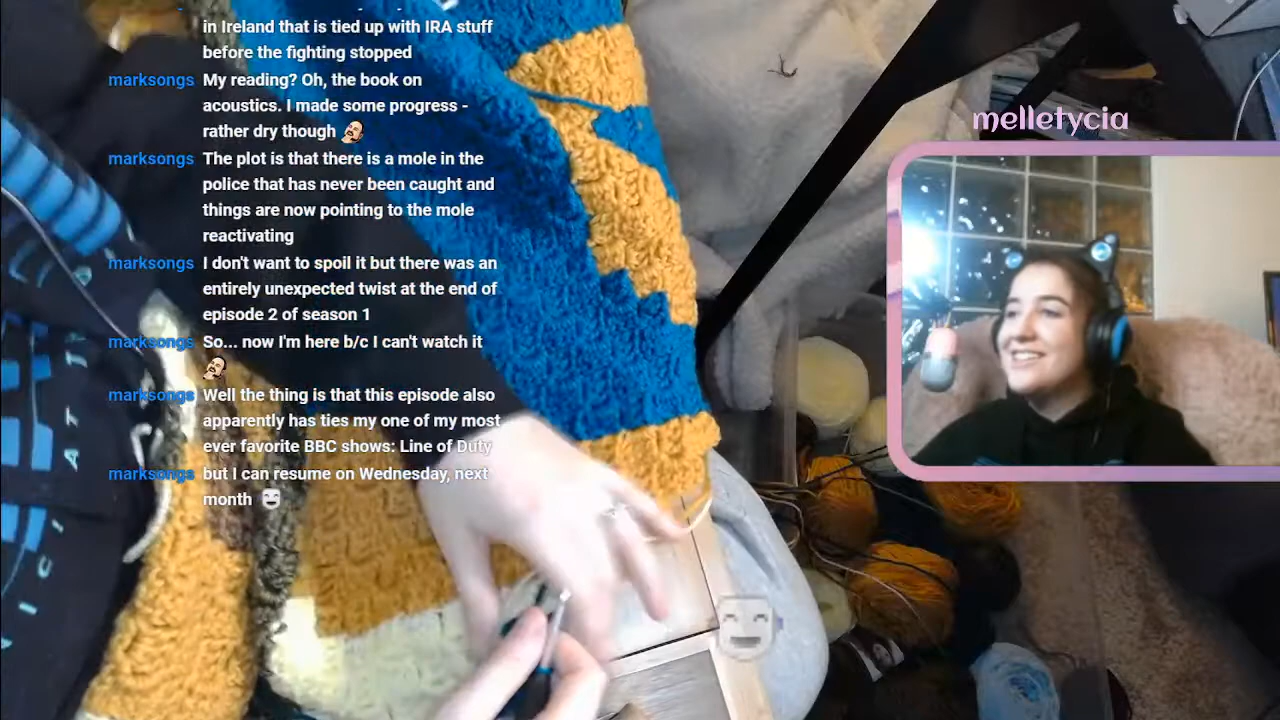 in Ireland that is tied up with IRA stuff
before the fighting stopped
marksongs My reading? Oh, the book on
acoustics. I made some progress -
rather dry though
marksongs The plot is that there is a mole in the
police that has never been caught and
things are now pointing to the mole
reactivating
marksongs I don't want to spoil it but there was an
entirely unexpected twist at the end of
episode 2 of season 1
marksongs So... now I'm here b/c I can't watch it
marksongs Well the thing is that this episode also
apparently has ties my one of my most
ever favorite BBC shows: Line of Duty
marksongs but I can resume on Wednesday, next
month
melletycia